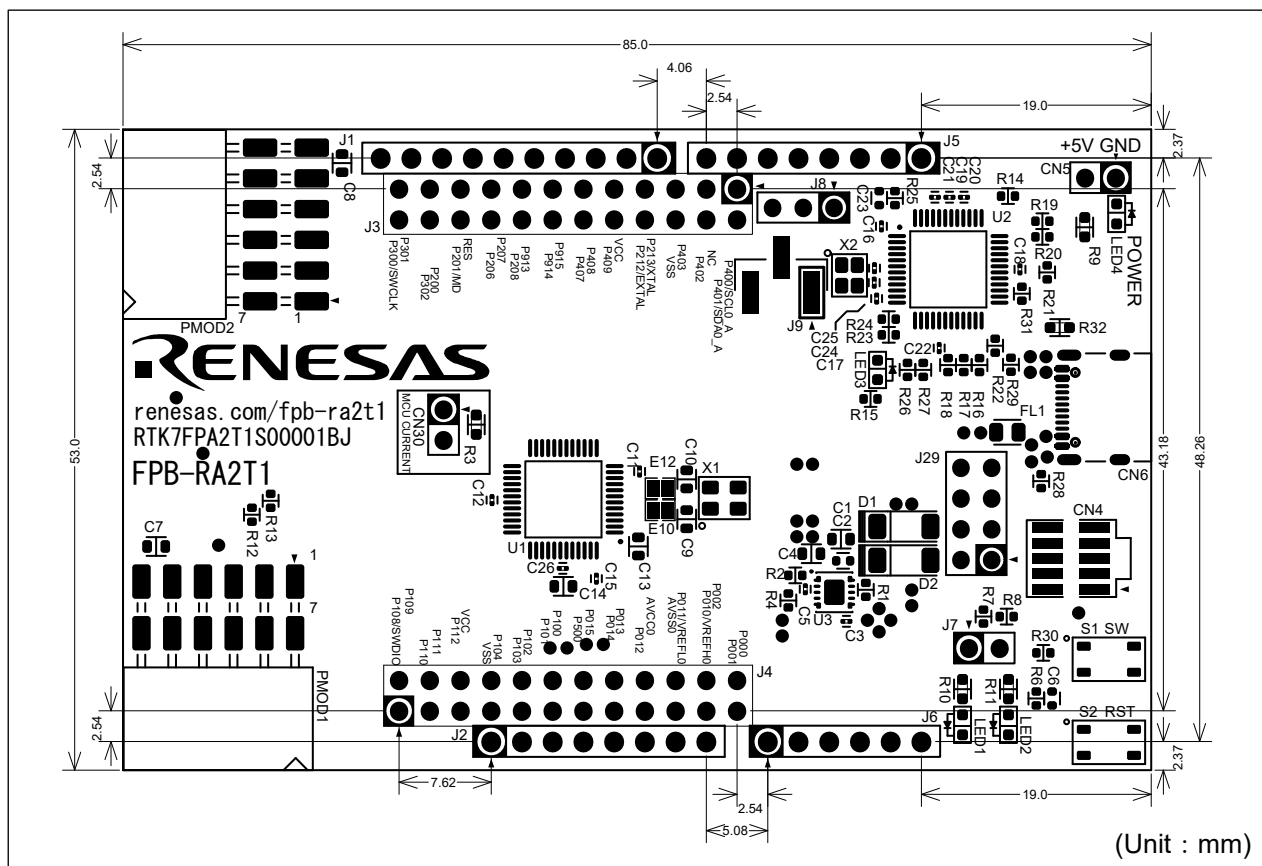 85.0
4.06
2.54
19.0
2.37
+5V GND
J1
J5
CN5
C8
2.54
J8
C23
R25
C21
C19
C20
R14
R19
U2
J3
C16
X2
C18
R20
R9
LED4
POWER
P301
P300/SWCLK
P200
P302
RES
P201/MD
P207
P206
P913
P208
P915
P914
P408
P407
VCC
P409
P213/XTAL
P212/EXTAL
P403
VSS
NC
P402
P400/SCL0_A
P401/SDA0_A
R21
R31
7
1
PMOD2
J9
C25
C24
C17
R24
R23
R32
C22
RENESAS
LED3
R15
R26
R27
R18
R17
R16
R22
R29
FL1
renesas.com/fpb-ra2t1
RTK7FPA2T1S00001BJ
FPB-RA2T1
CN30
MCU CURRENT
R3
53.0
43.18
48.26
C11
E12
C10
X1
J29
CN6
R28
C12
E10
C9
D1
C1
C2
CN4
R13
R12
C7
U1
C13
C4
C26
C15
C14
R2
R4
C5
U3
C3
R1
D2
1
7
R7
R8
J7
S1 SW
R30
P109
P108/SWDIO
P111
P110
VCC
P112
P104
VSS
P102
P103
P100
P101
P015
P500
P013
P014
AVCC0
P012
P011/VREFL0
AVSS0
P002
P010/VREFH0
P000
P001
J4
PMOD1
R10
R11
R6
C6
2.54
J2
J6
LED1
LED2
S2 RST
2.37
7.62
2.54
5.08
19.0
(Unit : mm)